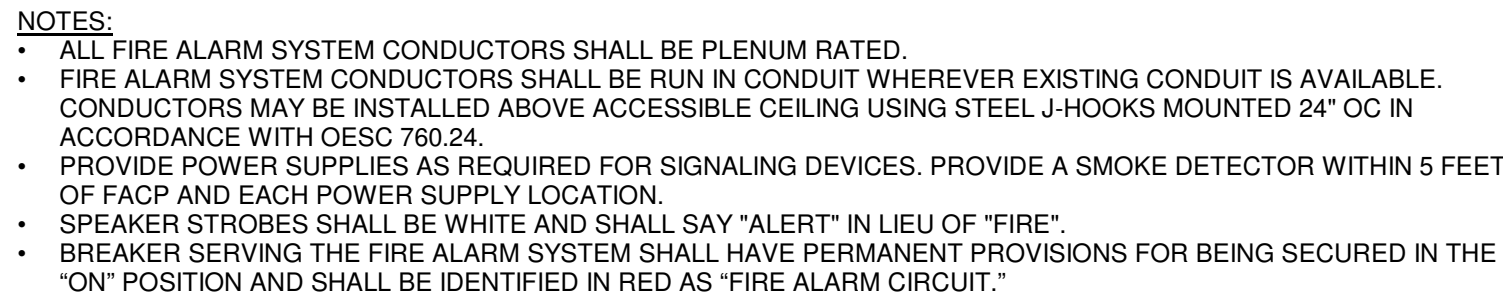 NOTES:
• ALL FIRE ALARM SYSTEM CONDUCTORS SHALL BE PLENUM RATED.
• FIRE ALARM SYSTEM CONDUCTORS SHALL BE RUN IN CONDUIT WHEREVER EXISTING CONDUIT IS AVAILABLE.
CONDUCTORS MAY BE INSTALLED ABOVE ACCESSIBLE CEILING USING STEEL J-HOOKS MOUNTED 24" OC IN
ACCORDANCE WITH OESC 760.24.
• PROVIDE POWER SUPPLIES AS REQUIRED FOR SIGNALING DEVICES. PROVIDE A SMOKE DETECTOR WITHIN 5 FEET
OF FACP AND EACH POWER SUPPLY LOCATION.
• SPEAKER STROBES SHALL BE WHITE AND SHALL SAY "ALERT" IN LIEU OF "FIRE".
• BREAKER SERVING THE FIRE ALARM SYSTEM SHALL HAVE PERMANENT PROVISIONS FOR BEING SECURED IN THE
“ON” POSITION AND SHALL BE IDENTIFIED IN RED AS “FIRE ALARM CIRCUIT.”